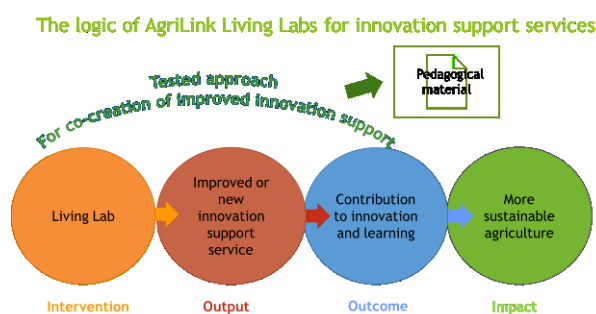 The logic of AgriLink Living Labs for innovation support services
Tested approach
For co-creation of improved innovation support
Pedagogical
material
Living Lab
Improved or
new
innovation
support
service
Contribution
to innovation
and learning
More
sustainable
agriculture
Intervention
Output
Outcome
Impact